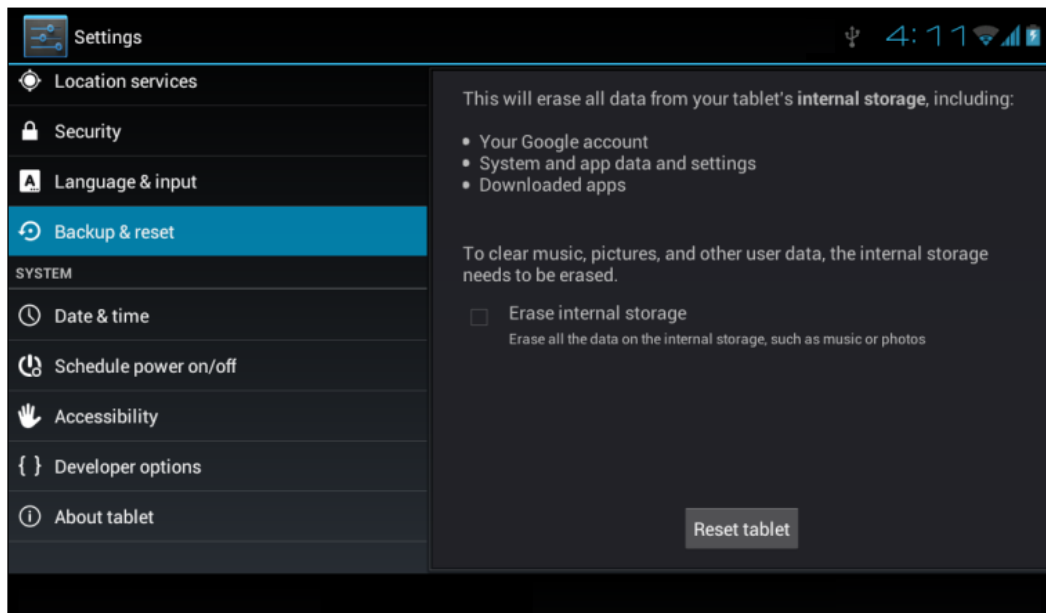 Settings
4:11
Location services
Security
Language & input
Backup & reset
SYSTEM
Date & time
Schedule power on/off
Accessibility
{ } Developer options
About tablet
This will erase all data from your tablet's internal storage, including:
• Your Google account
• System and app data and settings
• Downloaded apps
To clear music, pictures, and other user data, the internal storage
needs to be erased.
Erase internal storage
Erase all the data on the internal storage, such as music or photos
Reset tablet